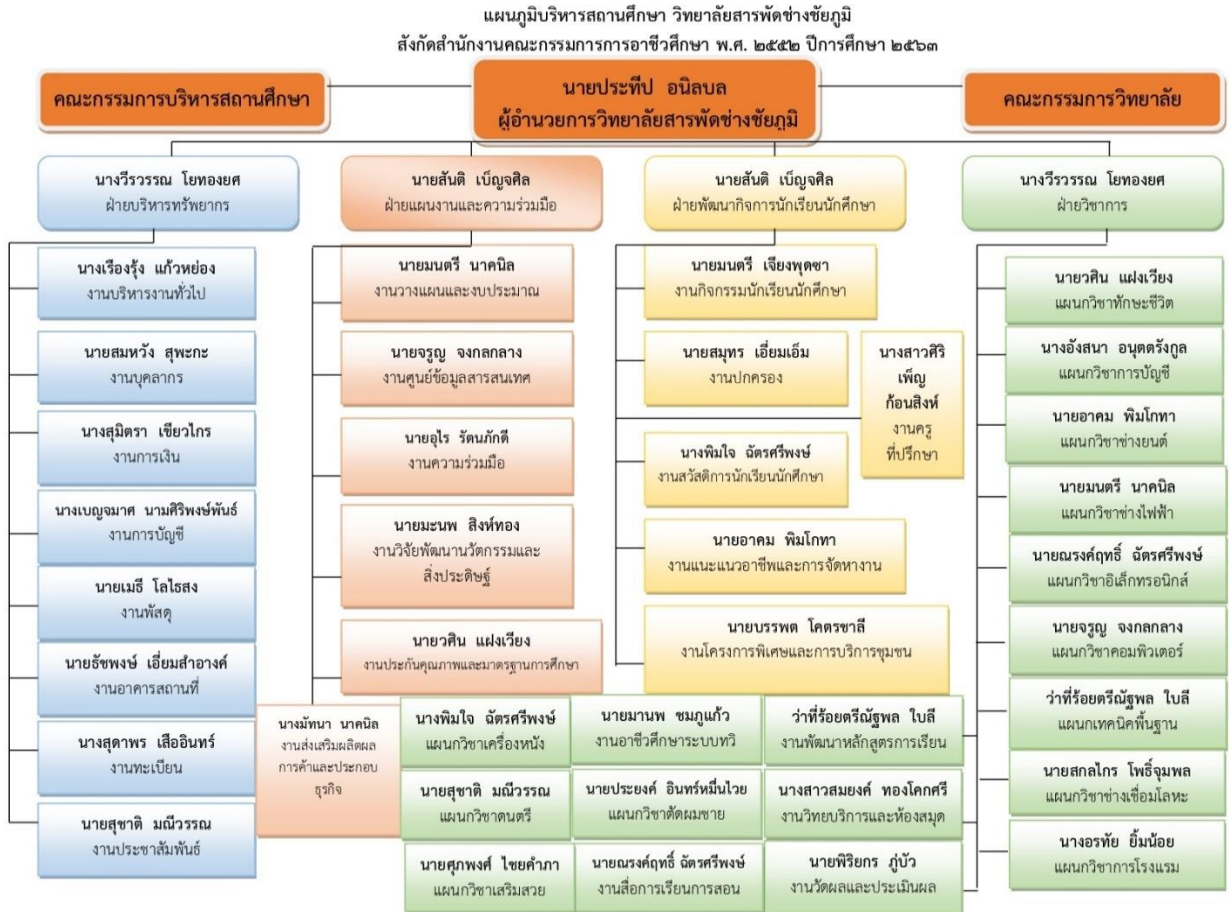 แผนภูมิบริหารสถานศึกษา วิทยาลัยสารพัดช่างชัยภูมิ
สังกัดสำนักงานคณะกรรมการการอาชีวศึกษา พ.ศ. ๒๕๕๒ ปีการศึกษา ๒๕๖๓
คณะกรรมการบริหารสถานศึกษา
นายประทีป อนิลบล
ผู้อำนวยการวิทยาลัยสารพัดช่างชัยภูมิ
คณะกรรมการวิทยาลัย
นางวีรวรรณ โยทองยศ
ฝ่ายบริหารทรัพยากร
นายสันติ เบ็ญจศิล
ฝ่ายแผนงานและความร่วมมือ
นายสันติ เบ็ญจศิล
ฝ่ายพัฒนากิจการนักเรียนนักศึกษา
นางวีรวรรณ โยทองยศ
ฝ่ายวิชาการ
นางเรืองรุ้ง แก้วหย่อง
งานบริหารงานทั่วไป
นายสมหวัง สุพะกะ
งานบุคลากร
นางสุมิตรา เขียวไกร
งานการเงิน
นางเบญจมาศ นามศิริพงษ์พันธ์
งานการบัญชี
นายเมธี โลไธสง
งานพัสดุ
นายธัชพงษ์ เอี่ยมสำอางค์
งานอาคารสถานที่
นางสุดาพร เสืออินทร์
งานทะเบียน
นายสุชาติ มณีวรรณ
งานประชาสัมพันธ์
นายมนตรี นาคนิล
งานวางแผนและงบประมาณ
นายจรูญ จงกลกลาง
งานศูนย์ข้อมูลสารสนเทศ
นายอุไร รัตนภักดี
งานความร่วมมือ
นายมะนพ สิงห์ทอง
งานวิจัยพัฒนานวัตกรรมและ
สิ่งประดิษฐ์
นายวศิน แฝงเวียง
งานประกันคุณภาพและมาตรฐานการศึกษา
นางมัทนา นาคนิล
งานส่งเสริมผลิตผล
การค้าและประกอบ
ธุรกิจ
นายมนตรี เจียงพุดซา
งานกิจกรรมนักเรียนนักศึกษา
นายสมุทร เอี่ยมเอ็ม
งานปกครอง
นางสาวศิริ
เพ็ญ
ก้อนสิงห์
งานครู
ที่ปรึกษา
นางพิมใจ ฉัตรศรีพงษ์
งานสวัสดิการนักเรียนนักศึกษา
นายอาคม พิมโกทา
งานแนะแนวอาชีพและการจัดหางาน
นายบรรพต โคตรชาลี
งานโครงการพิเศษและการบริการชุมชน
นายวศิน แฝงเวียง
แผนกวิชาทักษะชีวิต
นางอังสนา อนุตตรังกูล
แผนกวิชาการบัญชี
นายอาคม พิมโกทา
แผนกวิชาช่างยนต์
นายมนตรี นาคนิล
แผนกวิชาช่างไฟฟ้า
นายณรงค์ฤทธิ์ ฉัตรศรีพงษ์
แผนกวิชาอิเล็กทรอนิกส์
นายจรูญ จงกลกลาง
แผนกวิชาคอมพิวเตอร์
ว่าที่ร้อยตรีณัฐพล ใบลี
แผนกเทคนิคพื้นฐาน
นายสกลไกร โพธิ์จุมพล
แผนกวิชาช่างเชื่อมโลหะ
นางอรทัย ยิ้มน้อย
แผนกวิชาการโรงแรม
นางพิมใจ ฉัตรศรีพงษ์
แผนกวิชาเครื่องหนัง
นายมานพ ชมภูแก้ว
งานอาชีวศึกษาระบบทวิ
ว่าที่ร้อยตรีณัฐพล ใบลี
งานพัฒนาหลักสูตรการเรียน
นายสุชาติ มณีวรรณ
แผนกวิชาดนตรี
นายประยงค์ อินทร์หมื่นไวย
แผนกวิชาตัดผมชาย
นางสาวสมยงค์ ทองโคกศรี
งานวิทยบริการและห้องสมุด
นายศุภพงศ์ ไชยคำภา
แผนกวิชาเสริมสวย
นายณรงค์ฤทธิ์ ฉัตรศรีพงษ์
งานสื่อการเรียนการสอน
นายพิริยกร ภู่บัว
งานวัดผลและประเมินผล